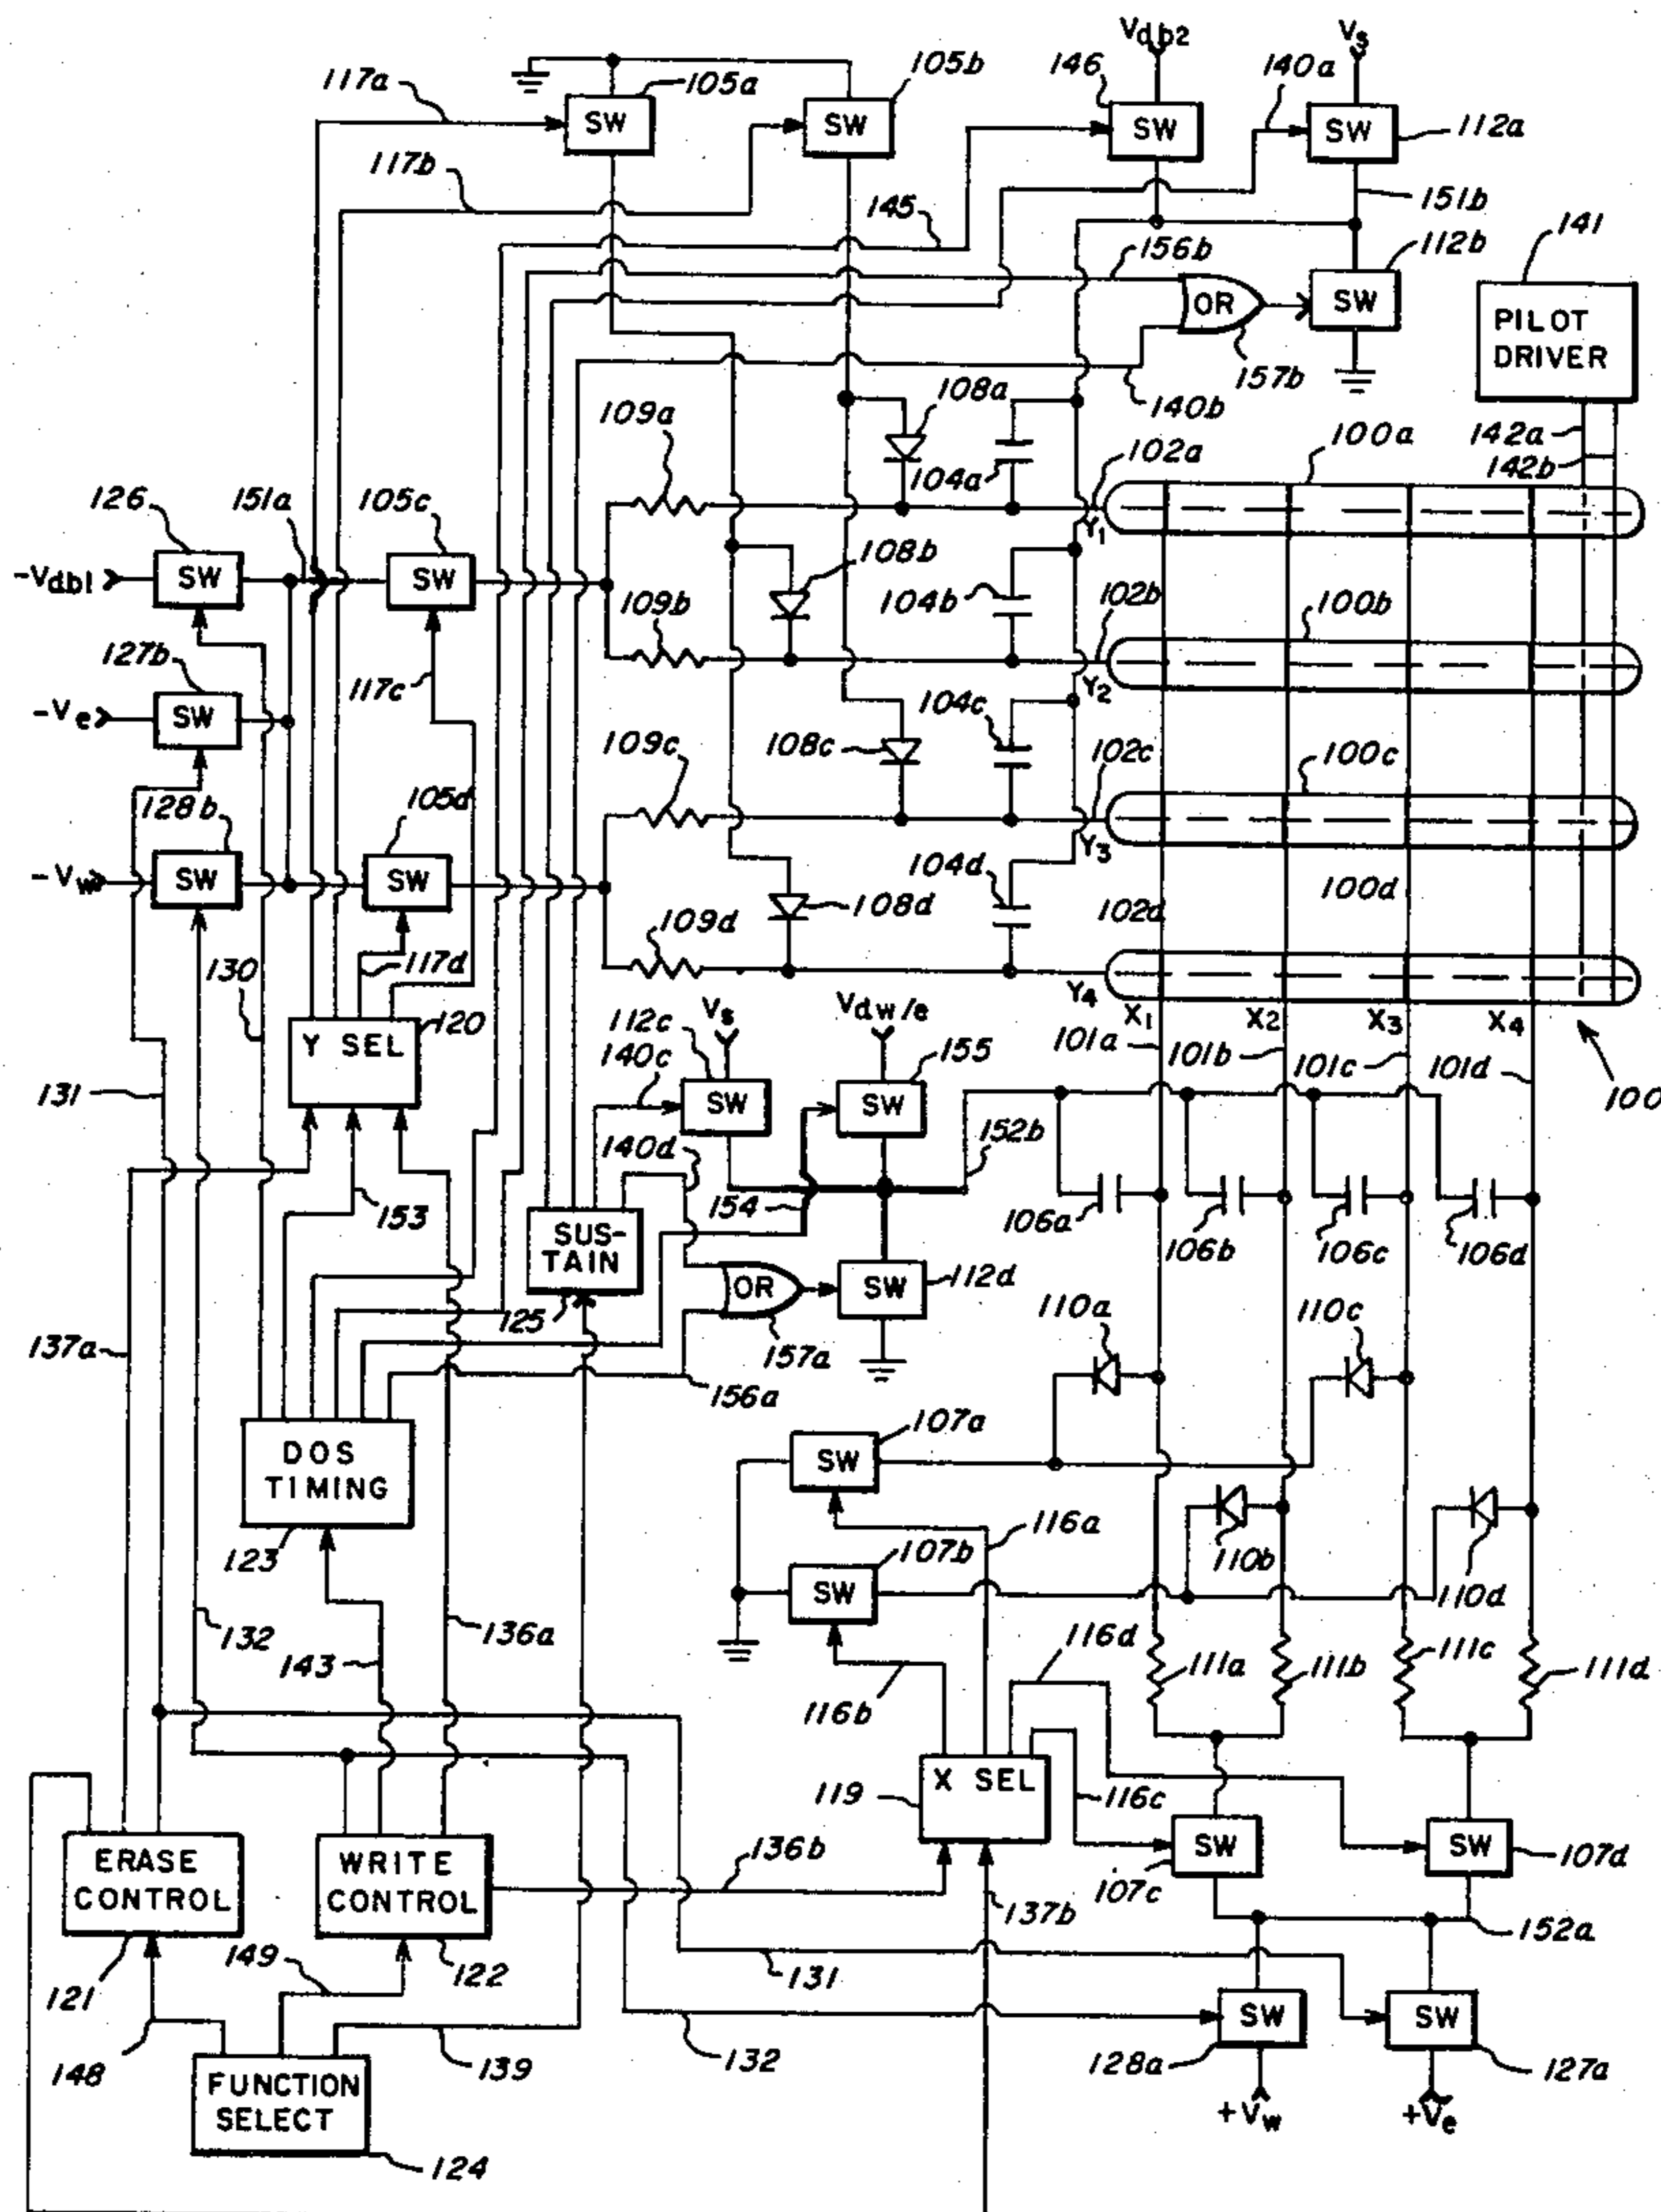 Vdb2
Vs
117a
105a
105b
146
140a
SW
SW
SW
SW
112a
117b
145
151b
141
156b
112b
OR
SW
PILOT
DRIVER
157b
108a
140b
109a
104a
102a
100a
142a
142b
126
151a
105c
Y1
-Vdb1
SW
SW
108b
109b
104b
102b
100b
127b
117c
Y2
-Ve
SW
104c
109c
108c
102c
100c
128b
105d
Y3
-Vw
SW
SW
104d
100d
109d
108d
102d
130
117d
Y4
X1
X2
X3
X4
120
Y SEL
Vs
Vdw/e
112c
140c
155
101a
101b
101c
101d
131
SW
SW
100
140d
152b
153
154
106a
106b
106c
106d
SUS-
TAIN
OR
SW
112d
110a
110c
137a
125
157a
156a
DOS
TIMING
107a
SW
123
116a
107b
110b
SW
110d
132
136a
143
116d
111a
111b
111c
111d
116b
X SEL
119
116c
ERASE
CONTROL
WRITE
CONTROL
136b
SW
SW
107d
107c
137b
152a
149
122
131
121
SW
SW
148
139
132
128a
127a
FUNCTION
SELECT
+Vw
+Ve
124